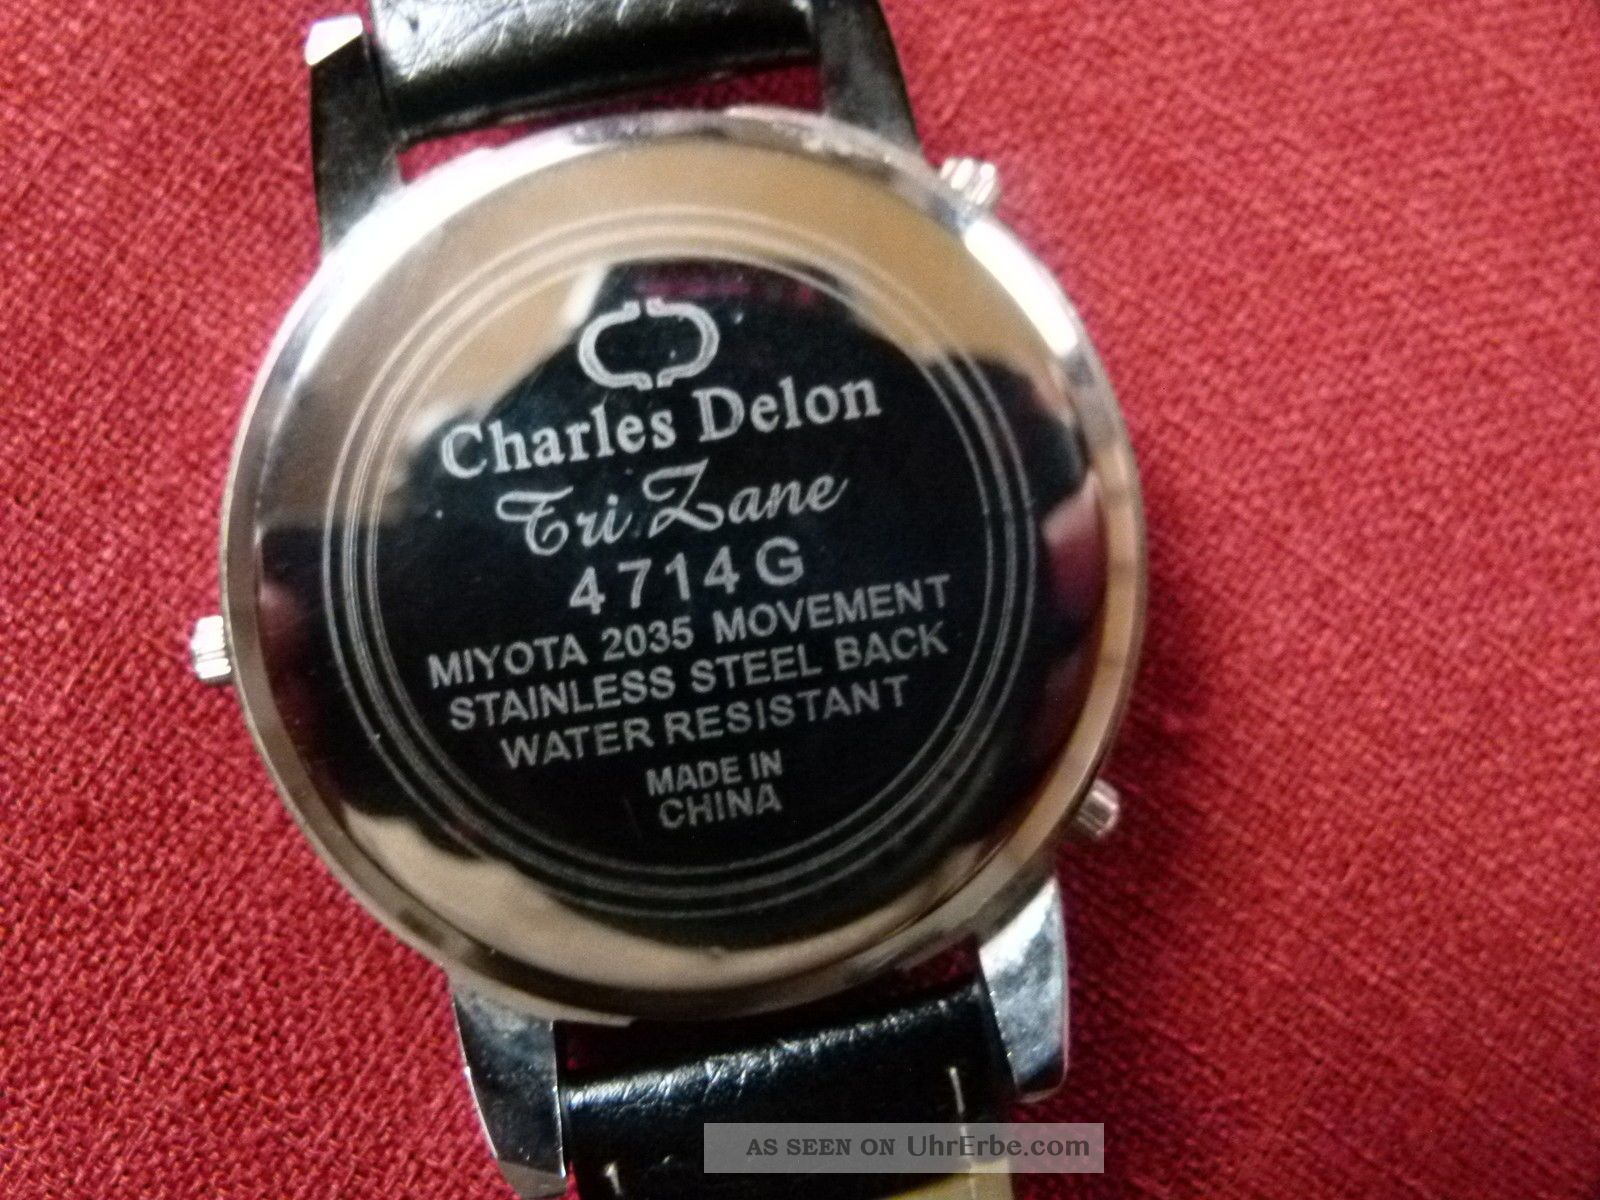 Charles Delon
Tri Zane
4714G
MIYOTA 2035 MOVEMENT
STAINLESS STEEL BACK
WATER RESISTANT
MADE IN
CHINA
AS SEEN ON UhrErbe.com